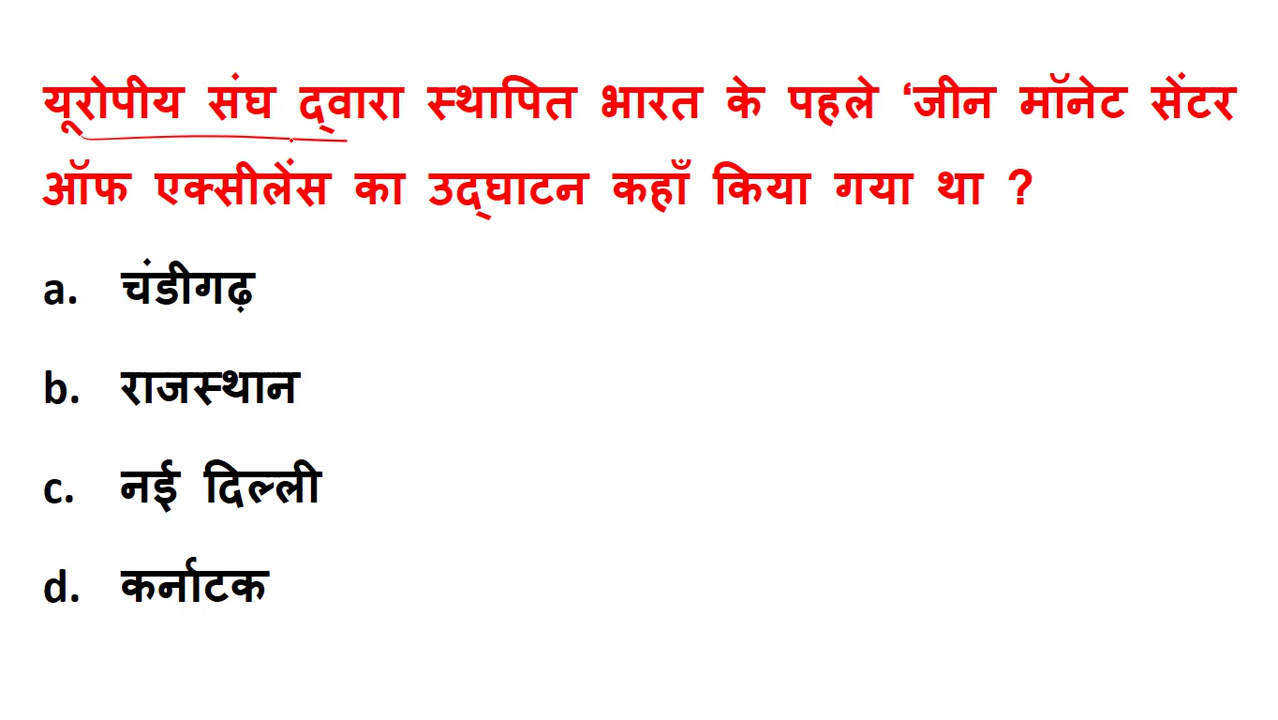 यूरोपीय संघ द्वारा स्थापित भारत के पहले ‘जीन मॉनेट सेंटर
ऑफ एक्सीलेंस का उद्घाटन कहाँ किया गया था ?
a. चंडीगढ़
b. राजस्थान
c. नई दिल्ली
d. कर्नाटक